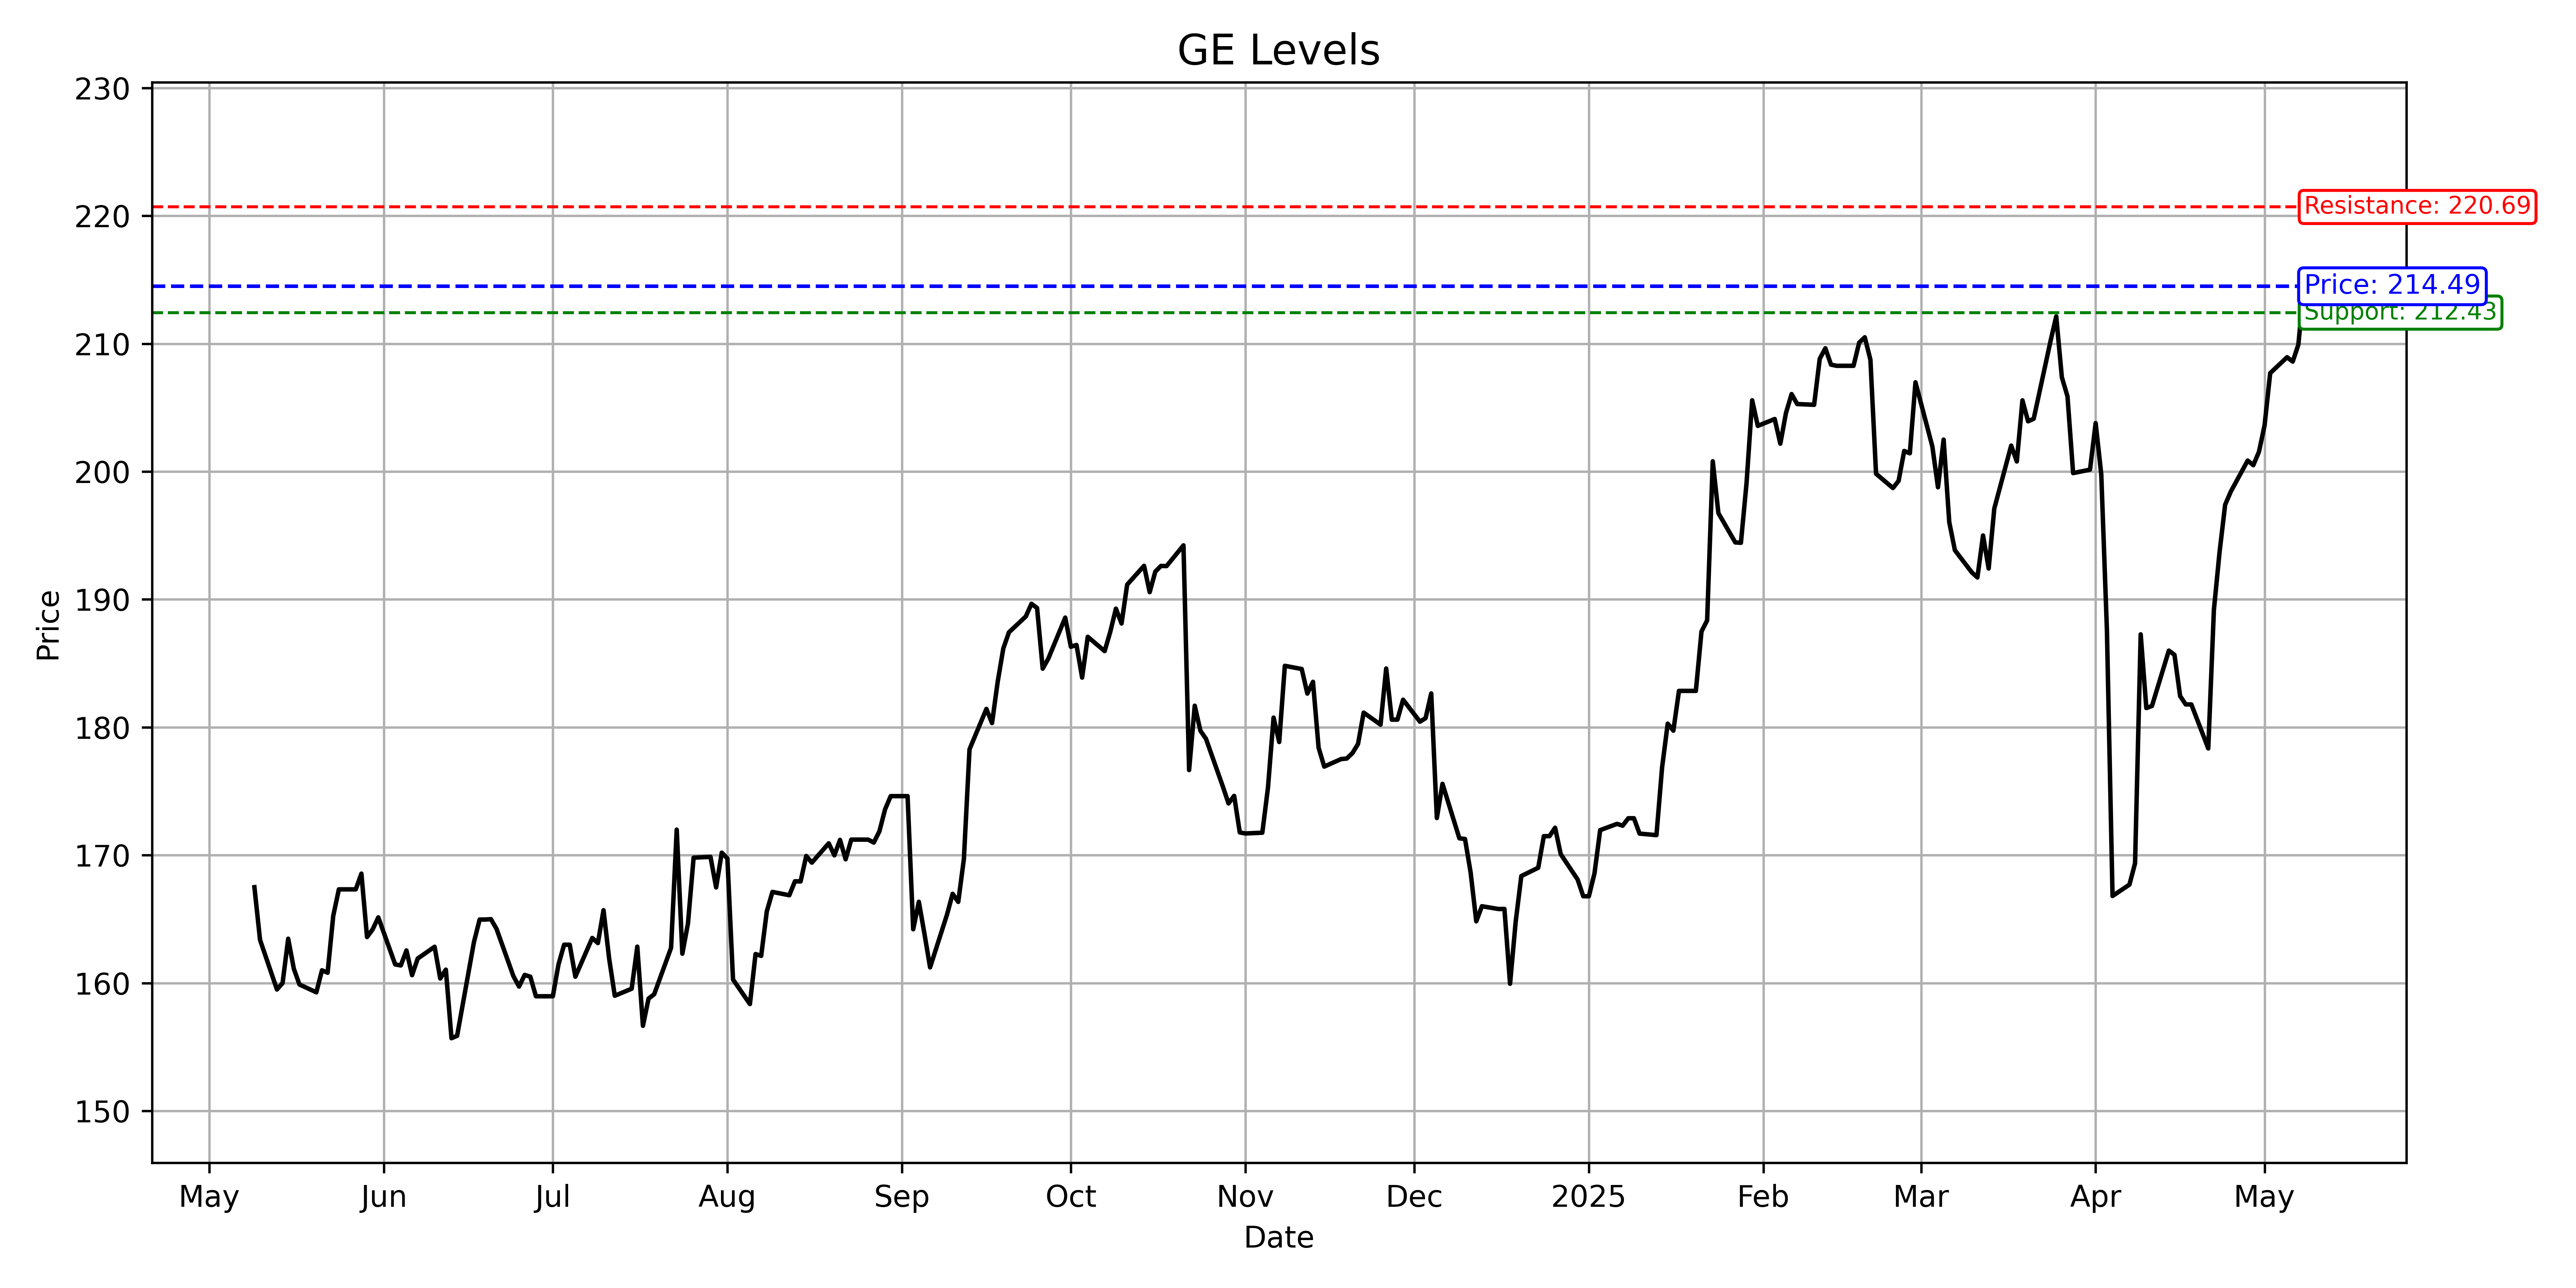 GE Levels
230
220
210
200
190
180
170
160
150
Price
Resistance: 220.69
Price: 214.49
Support: 212.43
May
Jun
Jul
Aug
Sep
Oct
Nov
Dec
2025
Feb
Mar
Apr
May
Date